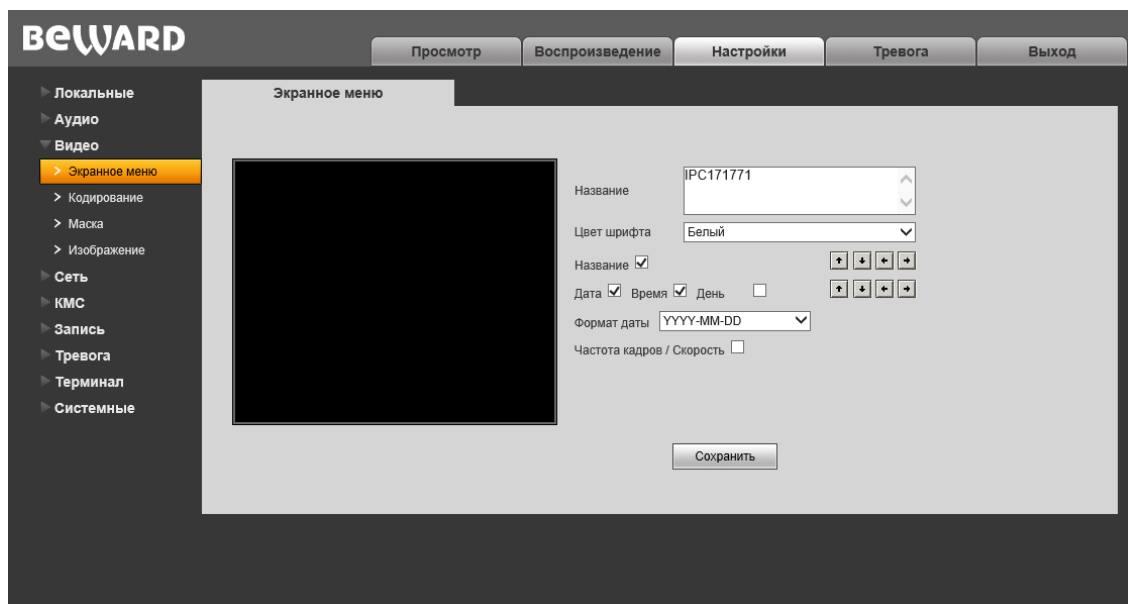 BEWARD
Просмотр Воспроизведение Настройки Тревога Выход
Локальные
Аудио
Видео
Экранное меню
Кодирование
Маска
Изображение
Сеть
КМС
Запись
Тревога
Терминал
Системные
Экранное меню
Название IPC171771
Цвет шрифта Белый
Название
Дата Время День
Формат даты YYYY-MM-DD
Частота кадров / Скорость
Сохранить